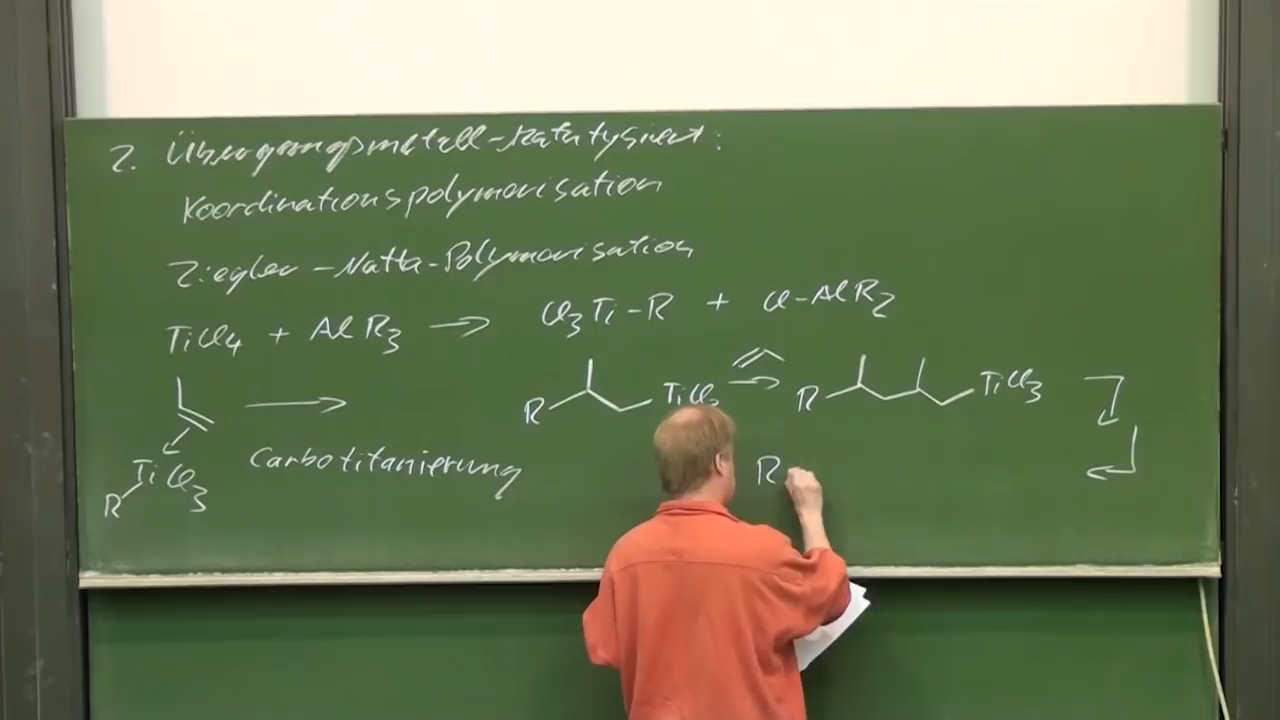 2. Übergangsmetall-katalysiert:
Koordinationspolymerisation
Ziegler-Natta-Polymerisation
TiCl4 + AlR3 → Cl3Ti-R + Cl-AlR2
R TiCl3 → R TiCl3
TiCl3
R
→
Carbotitanierung
R